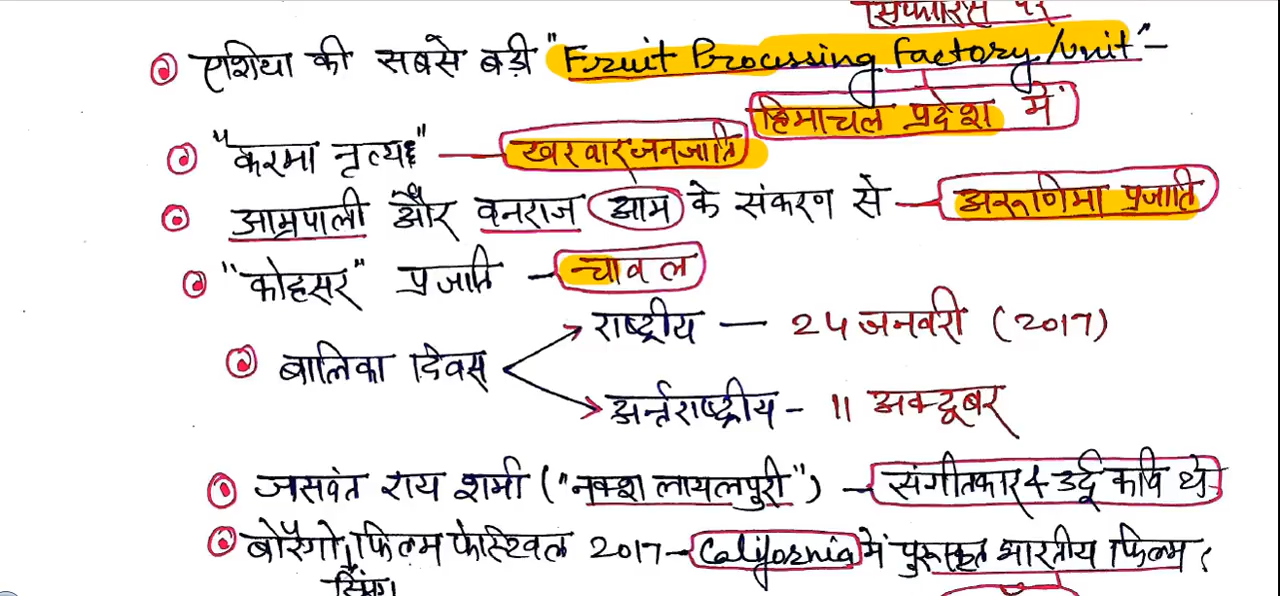 सिफारिश पर
एशिया की सबसे बड़ी "Fruit Processing Factory/Unit" –
हिमाचल प्रदेश में
"करमा नृत्य" — खरवार जनजाति
आम्रपाली और वनराज आम के संकरण से — अरूणिमा प्रजाति
"कोहसर" प्रजाति – चावल
राष्ट्रीय — 24 जनवरी (2017)
बालिका दिवस
अर्न्तराष्ट्रीय - 11 अक्टूबर
जसवंत राय शर्मा ("नक्श लायलपुरी") – संगीतकार & उर्दू कवि थे
बोरैगो फिल्म फेस्टिवल 2017 – California में पुरूस्कृत भारतीय फिल्म
स्प्रिंग